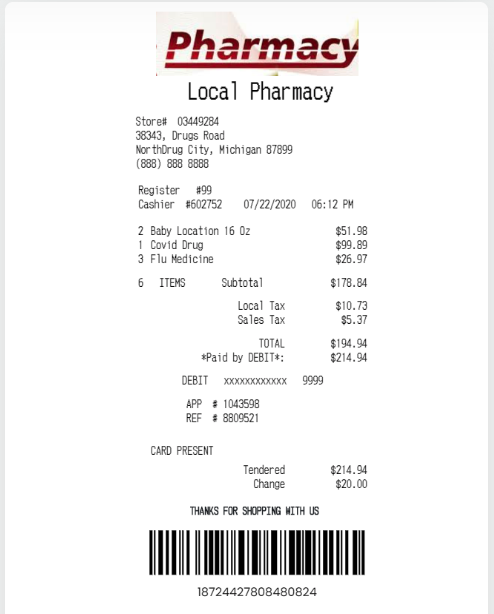 Pharmacy
Local Pharmacy
Store# 03449284
38343, Drugs Road
NorthDrug City, Michigan 87899
(888) 888 8888
Register #99
Cashier #602752 07/22/2020 06:12 PM
2 Baby Location 16 Oz $51.98
1 Covid Drug $99.89
3 Flu Medicine $26.97
6 ITEMS Subtotal $178.84
Local Tax $10.73
Sales Tax $5.37
TOTAL $194.94
*Paid by DEBIT*: $214.94
DEBIT xxxxxxxxxxxx 9999
APP # 1043598
REF # 8809521
CARD PRESENT
Tendered $214.94
Change $20.00
THANKS FOR SHOPPING WITH US
18724427808480824